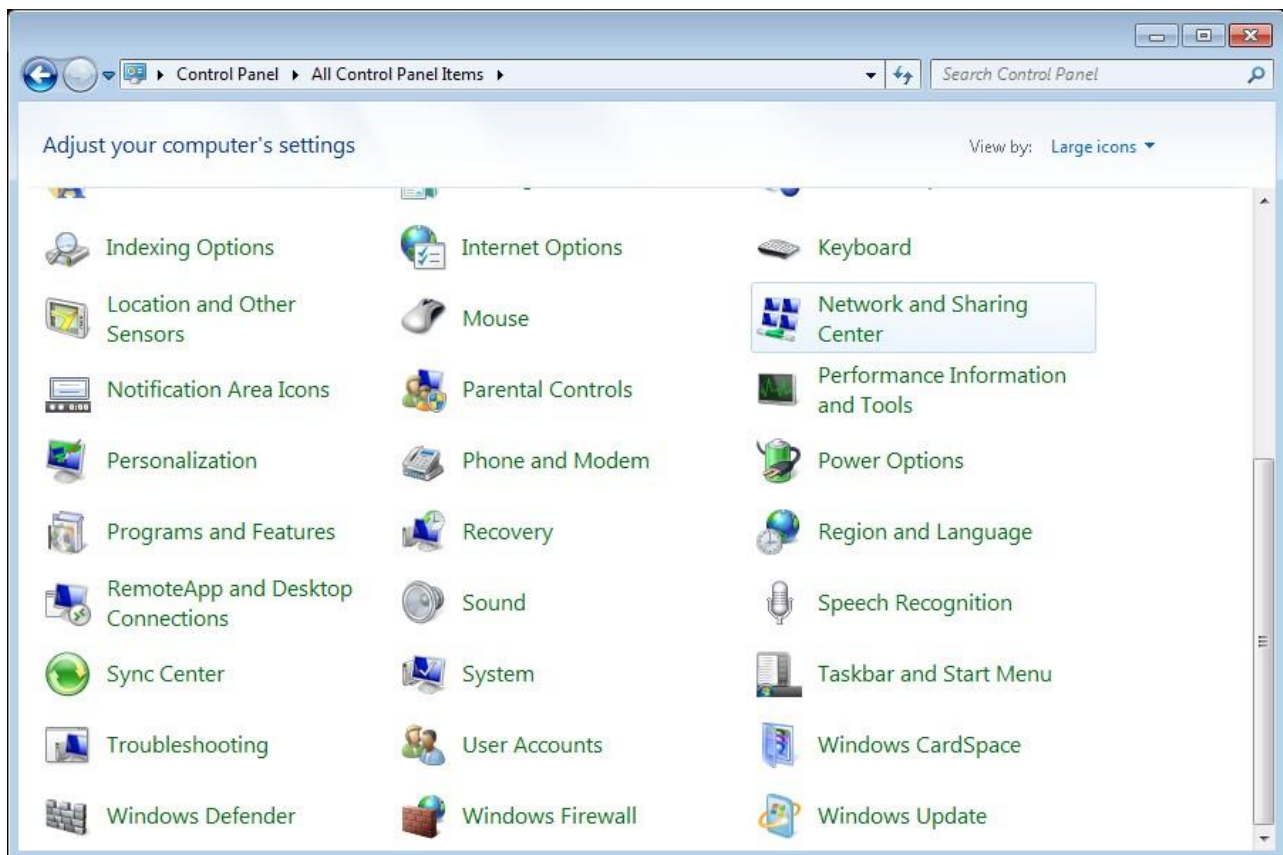 Control Panel All Control Panel Items
Search Control Panel
Adjust your computer's settings
View by: Large icons
Indexing Options
Internet Options
Keyboard
Location and Other
Sensors
Mouse
Network and Sharing
Center
Notification Area Icons
Parental Controls
Performance Information
and Tools
Personalization
Phone and Modem
Power Options
Programs and Features
Recovery
Region and Language
RemoteApp and Desktop
Connections
Sound
Speech Recognition
Sync Center
System
Taskbar and Start Menu
Troubleshooting
User Accounts
Windows CardSpace
Windows Defender
Windows Firewall
Windows Update